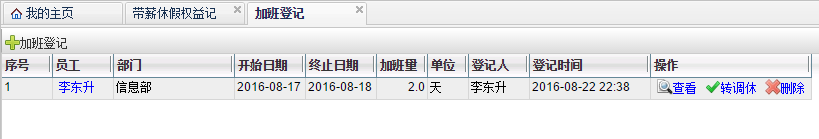 我的主页 带薪休假权益记 加班登记
加班登记
序号 员工 部门 开始日期 终止日期 加班量 单位 登记人 登记时间 操作
1 李东升 信息部 2016-08-17 2016-08-18 2.0 天 李东升 2016-08-22 22:38 查看 转调休 删除